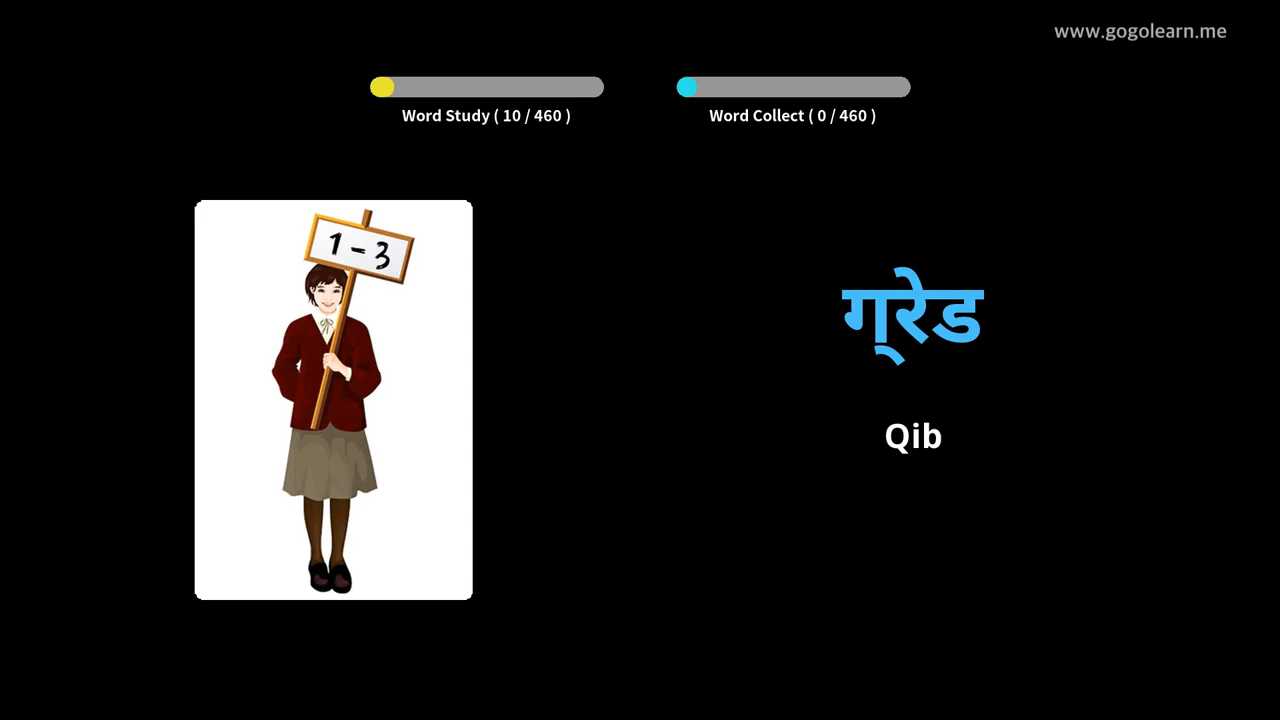 www.gogolearn.me
Word Study ( 10 / 460 )
Word Collect ( 0 / 460 )
1 - 3
ग्रेड
Qib